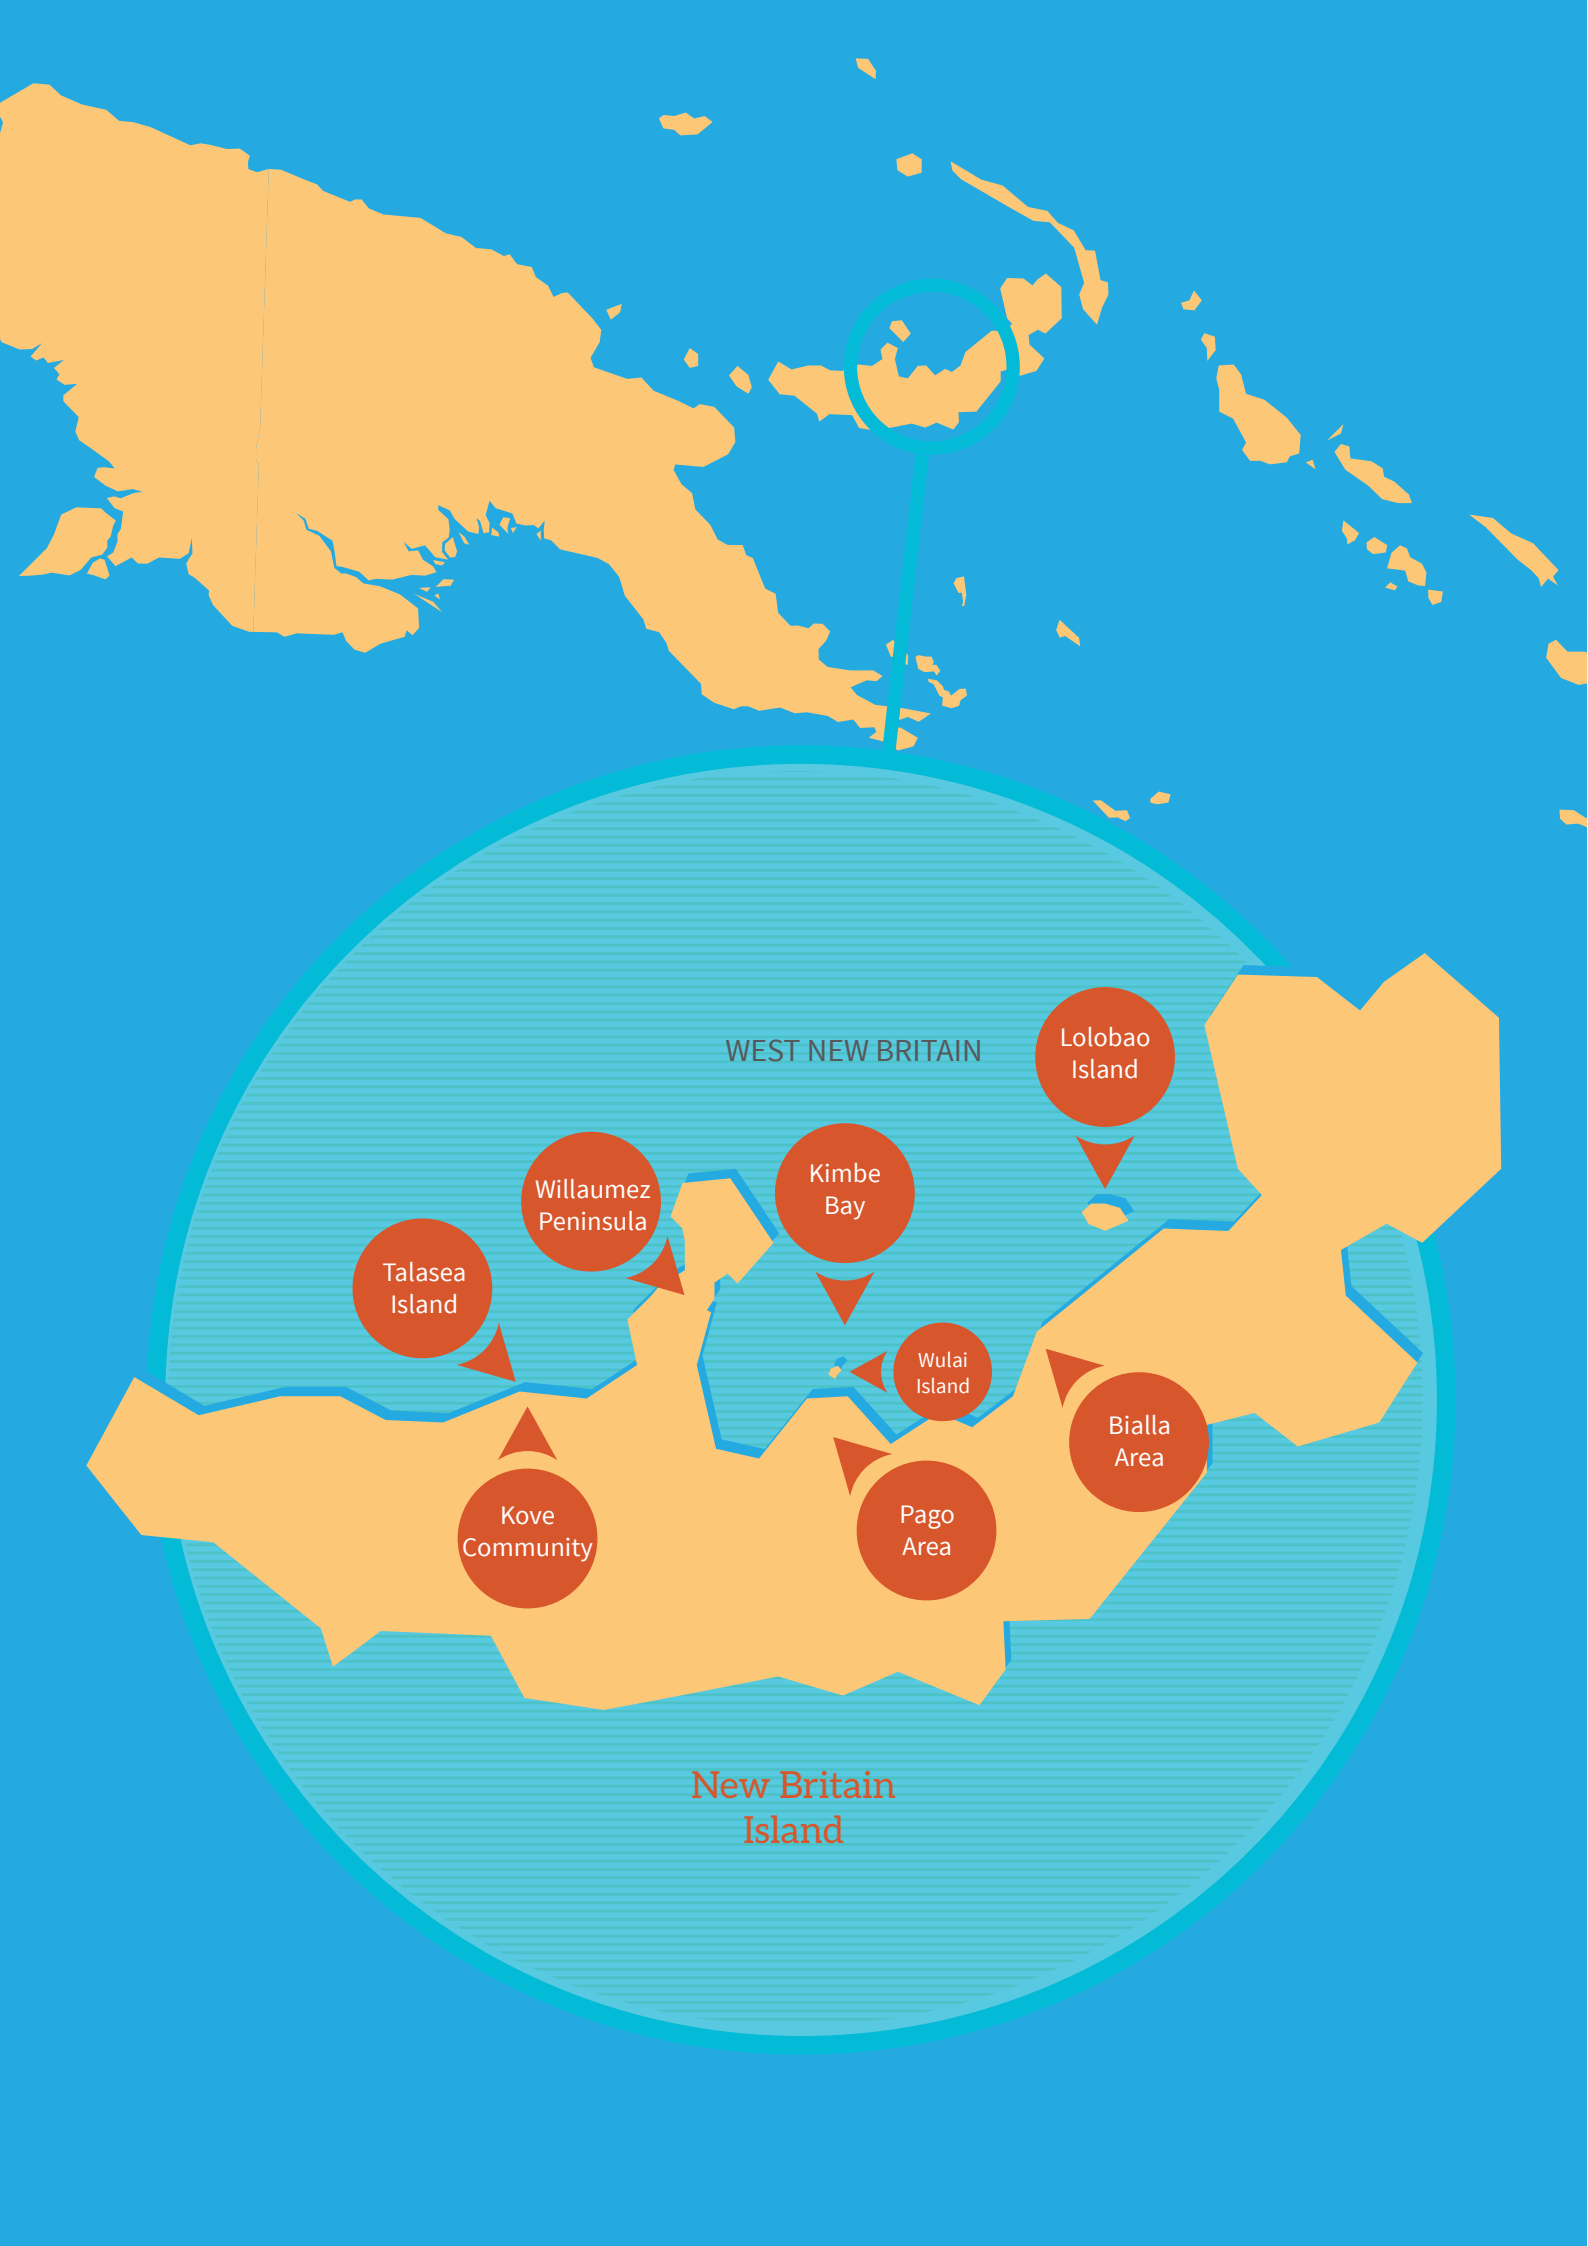 WEST NEW BRITAIN
Lolobao
Island
Willaumez
Peninsula
Kimbe
Bay
Talasea
Island
Wulai
Island
Bialla
Area
Kove
Community
Pago
Area
New Britain
Island